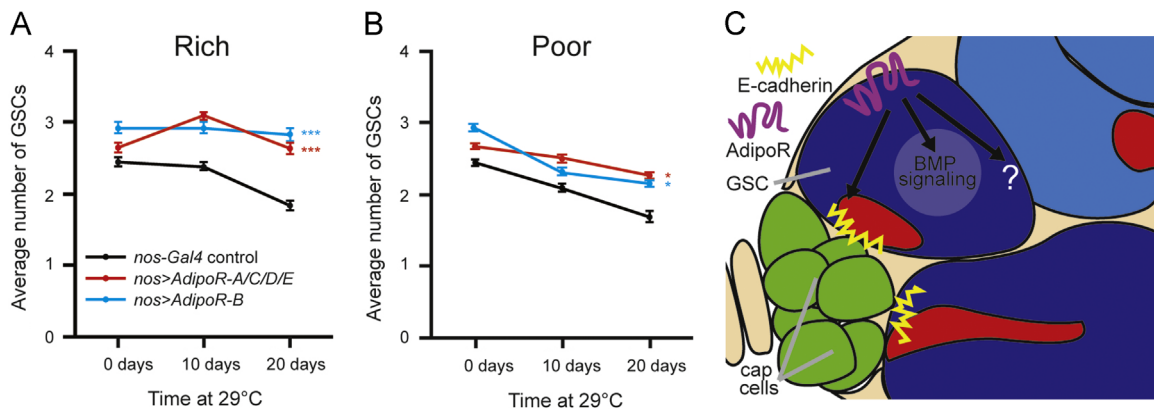 A
Rich
Average number of GSCs
4
3
2
1
0
***
***
nos-Gal4 control
nos>AdipoR-A/C/D/E
nos>AdipoR-B
0 days 10 days 20 days
Time at 29°C
B
Poor
Average number of GSCs
4
3
2
1
0
*
*
0 days 10 days 20 days
Time at 29°C
C
E-cadherin
AdipoR
GSC
BMP
signaling
?
cap
cells